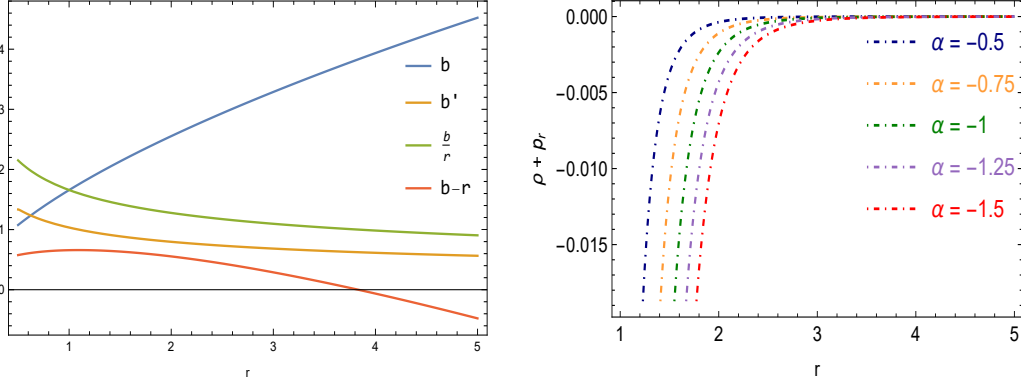 4
3
2
1
0
1
2
3
4
5
r
b
b'
b/r
b-r
0.000
-0.005
-0.010
-0.015
ρ + pᵣ
1
2
3
4
5
r
α = -0.5
α = -0.75
α = -1
α = -1.25
α = -1.5